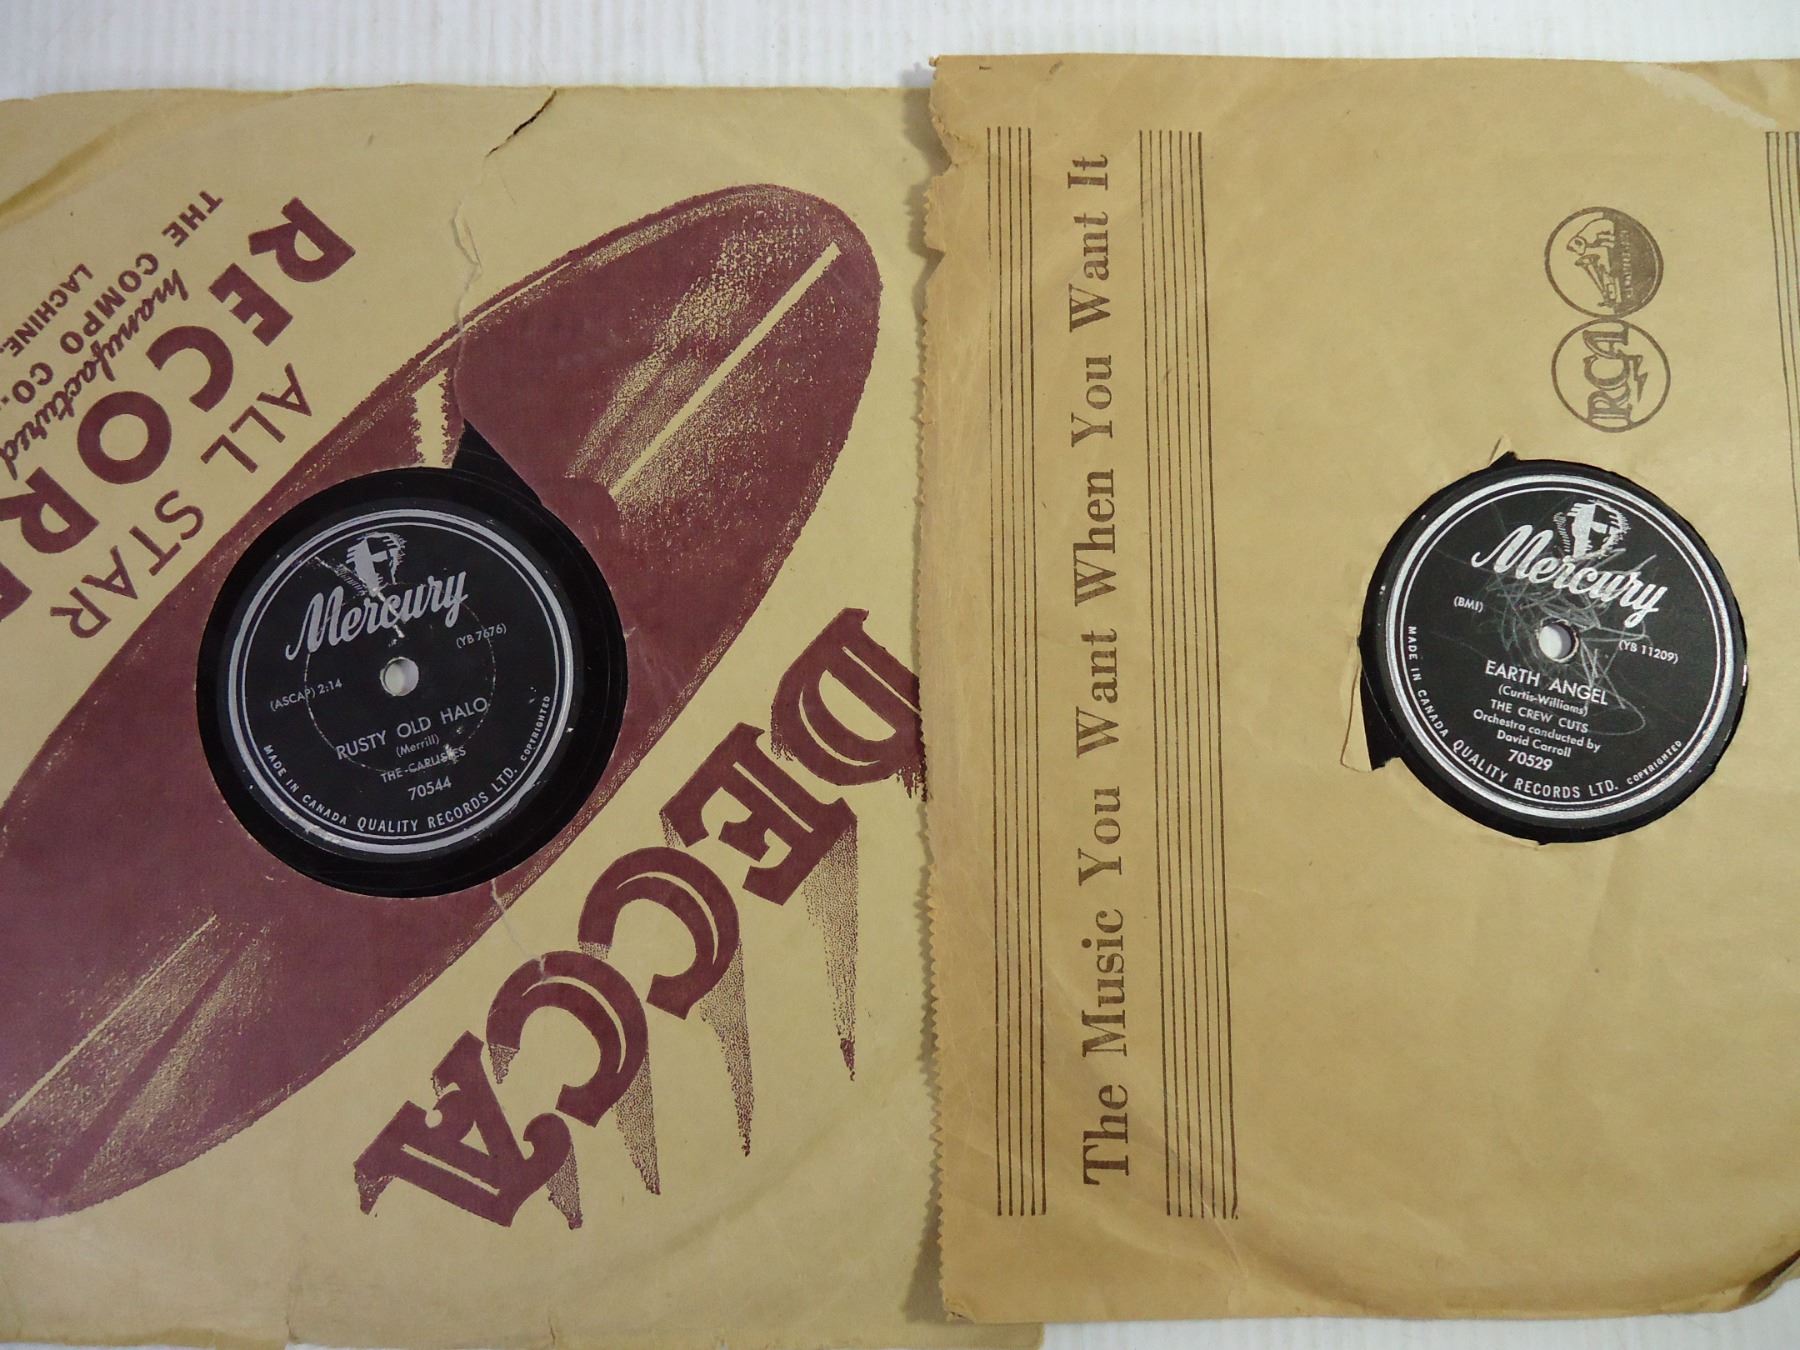 DECCA
ALL STAR
RECOR
manufactured
THE COMPO CO.,
LACHINE,
Mercury
(YB 7676)
(ASCAP) 2:14
RUSTY OLD HALO
(Merrill)
THE CARLISLES
70544
MADE IN CANADA QUALITY RECORDS LTD. COPYRIGHTED
The Music You Want When You Want It
RCA
Mercury
(BMI)
(YB 11209)
EARTH ANGEL
(Curtis-Williams)
THE CREW CUTS
Orchestra conducted by
David Carroll
70529
MADE IN CANADA QUALITY RECORDS LTD. COPYRIGHTED